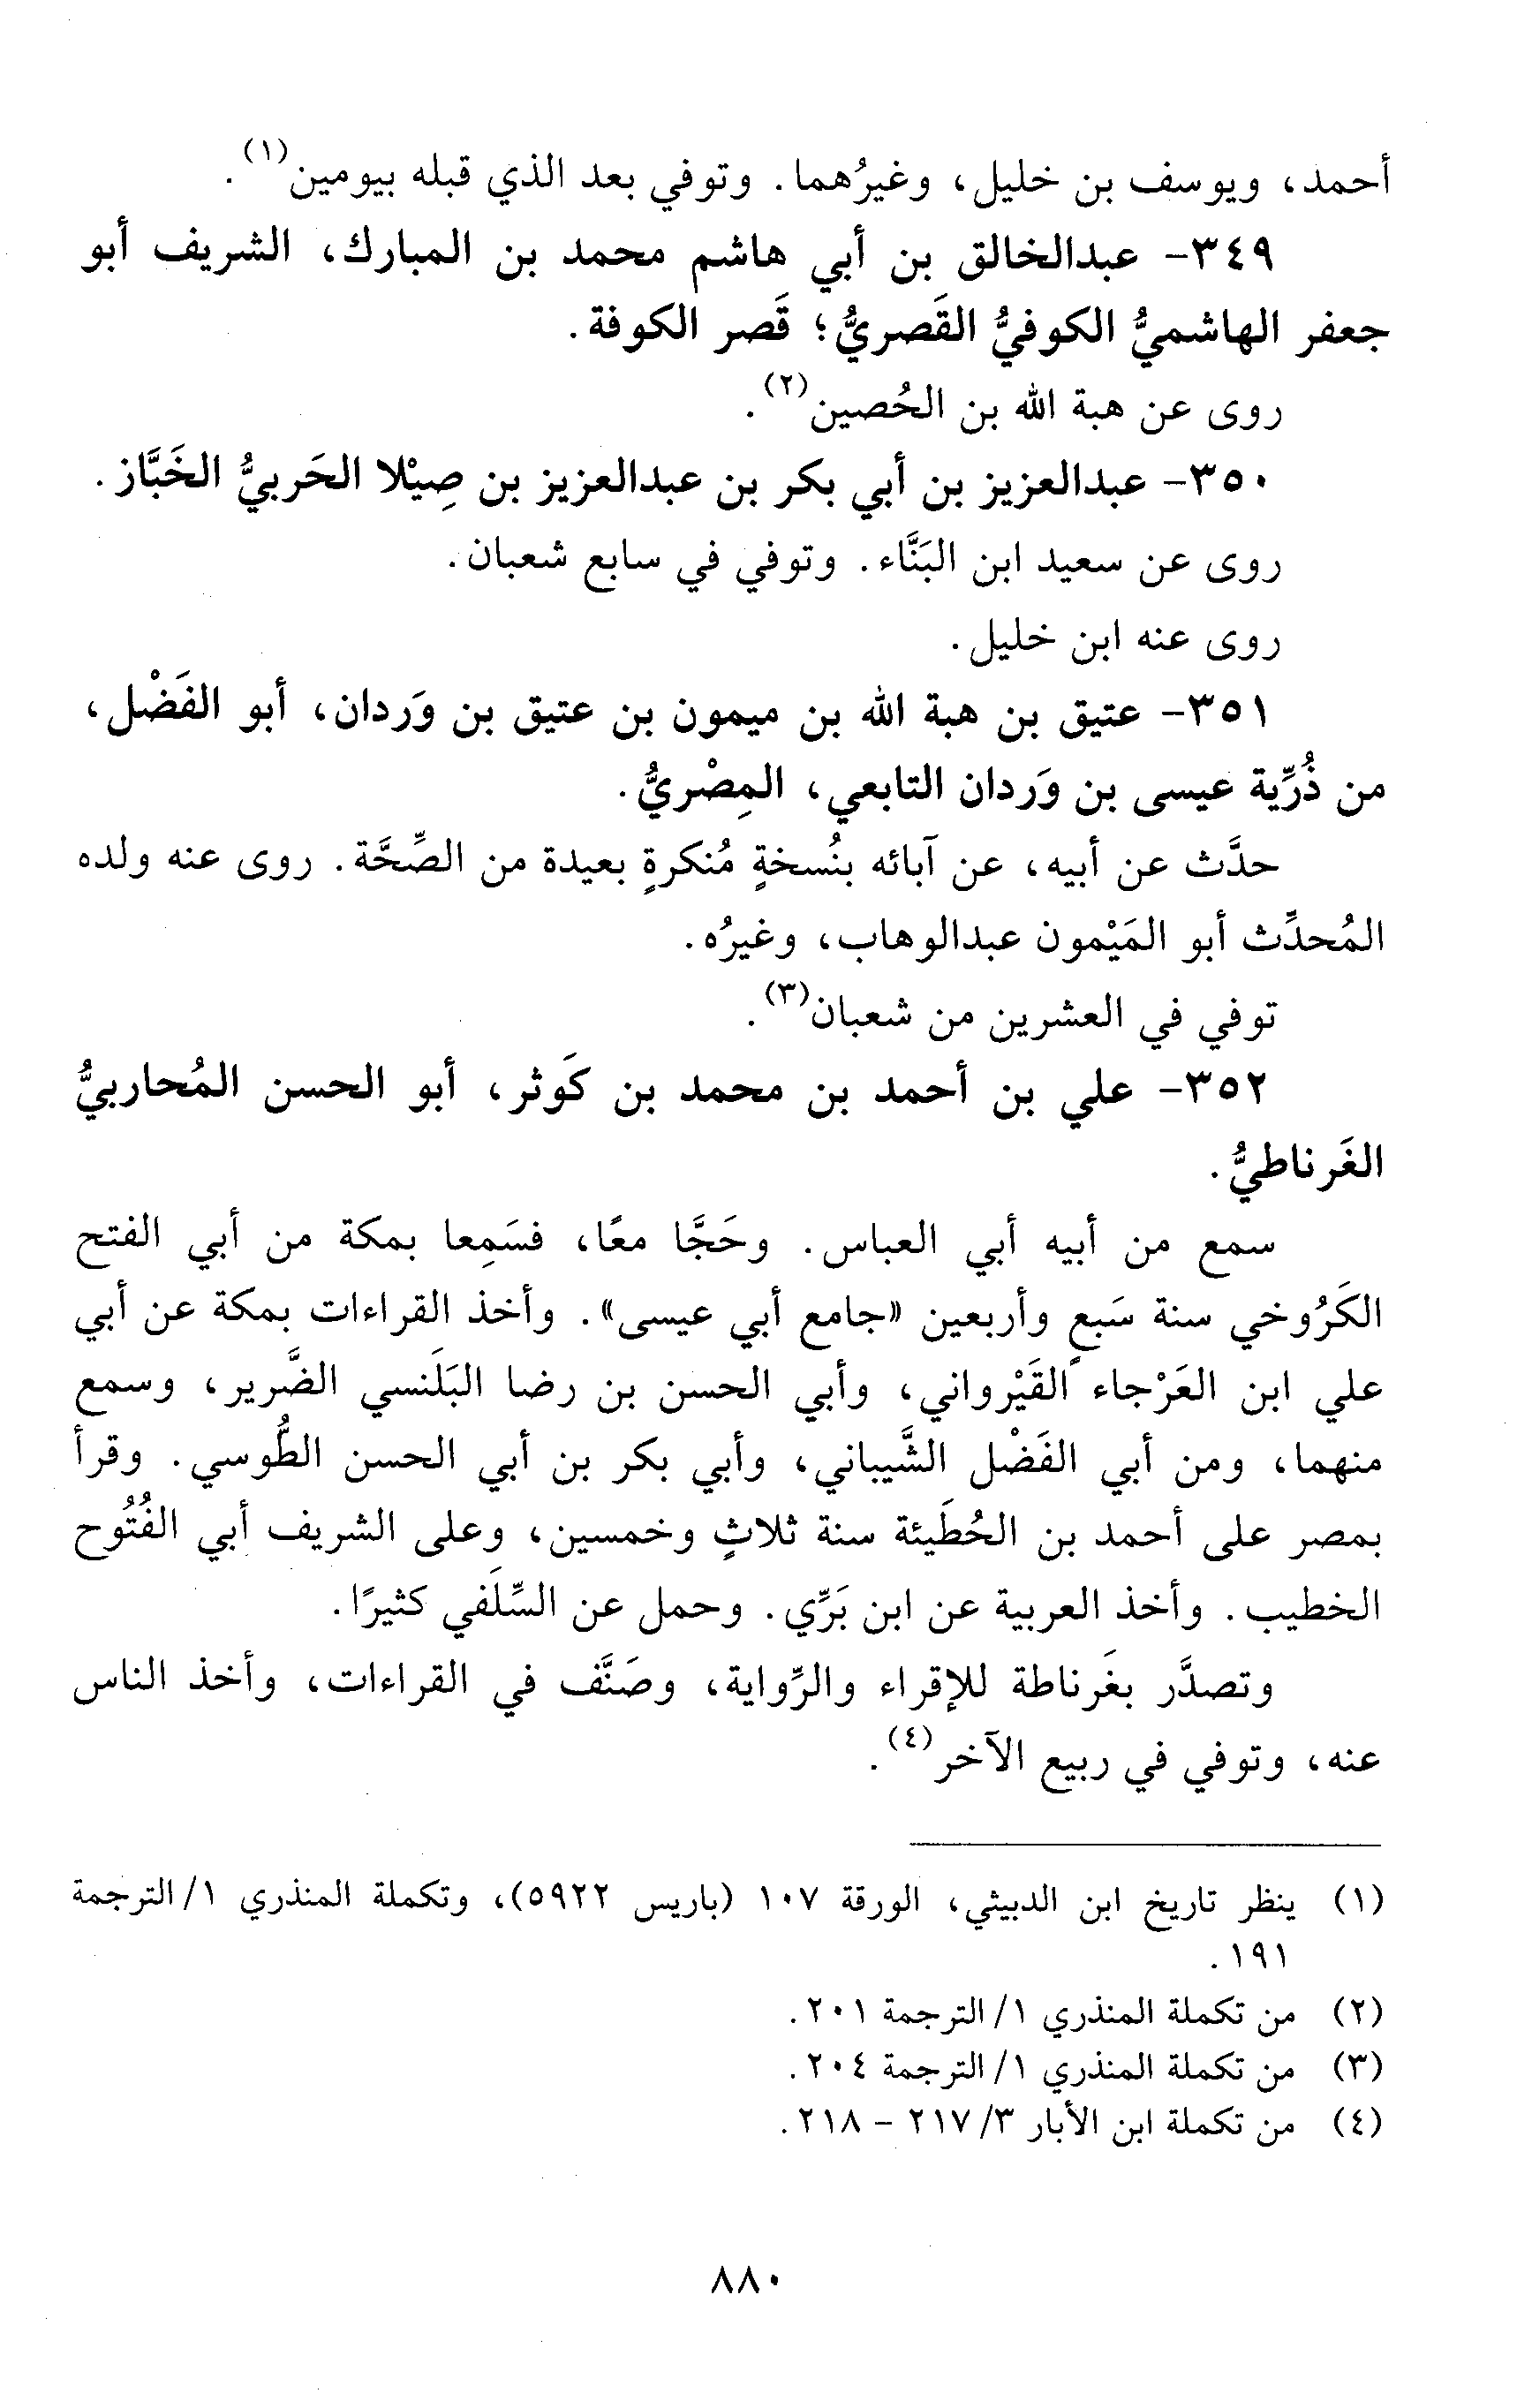 أحمد، ويوسف بن خليل، وغيرُهما. وتوفي بعد الذي قبله بيومين(١).
٣٤٩- عبدالخالق بن أبي هاشم محمد بن المبارك، الشريف أبو
جعفر الهاشميُّ الكوفيُّ القَصريُّ؛ قَصر الكوفة.
روى عن هبة الله بن الحُصين(٢).
٣٥٠- عبدالعزيز بن أبي بكر بن عبدالعزيز بن صِيْلا الحَربيُّ الخَبَّاز.
روى عن سعيد ابن البَنَّاء. وتوفي في سابع شعبان.
روى عنه ابن خليل.
٣٥١- عتيق بن هبة الله بن ميمون بن عتيق بن وَردان، أبو الفَضْل،
من ذُرِّية عيسى بن وَردان التابعي، المِصْريُّ.
حدَّث عن أبيه، عن آبائه بنُسخةٍ مُنكرةٍ بعيدة من الصِّحَّة. روى عنه ولده
المُحدِّث أبو المَيْمون عبدالوهاب، وغيرُه.
توفي في العشرين من شعبان(٣).
٣٥٢- علي بن أحمد بن محمد بن كَوثر، أبو الحسن المُحاربيُّ
الغَرناطيُّ.
سمع من أبيه أبي العباس. وحَجَّا معًا، فسَمِعا بمكة من أبي الفتح
الكَرُوخي سنة سَبعٍ وأربعين «جامع أبي عيسى». وأخذ القراءات بمكة عن أبي
علي ابن العَرْجاء القَيْرواني، وأبي الحسن بن رضا البَلَنسي الضَّرير، وسمع
منهما، ومن أبي الفَضْل الشَّيباني، وأبي بكر بن أبي الحسن الطُّوسي. وقرأ
بمصر على أحمد بن الحُطَيئة سنة ثلاثٍ وخمسين، وعلى الشريف أبي الفُتُوح
الخطيب. وأخذ العربية عن ابن بَرِّي. وحمل عن السِّلَفي كثيرًا.
وتصدَّر بغَرناطة للإقراء والرِّواية، وصَنَّف في القراءات، وأخذ الناس
عنه، وتوفي في ربيع الآخر(٤).
(١) ينظر تاريخ ابن الدبيثي، الورقة ١٠٧ (باريس ٥٩٢٢)، وتكملة المنذري ١/ الترجمة
١٩١.
(٢) من تكملة المنذري ١/ الترجمة ٢٠١.
(٣) من تكملة المنذري ١/ الترجمة ٢٠٤.
(٤) من تكملة ابن الأبار ٣/ ٢١٧ - ٢١٨.
٨٨٠